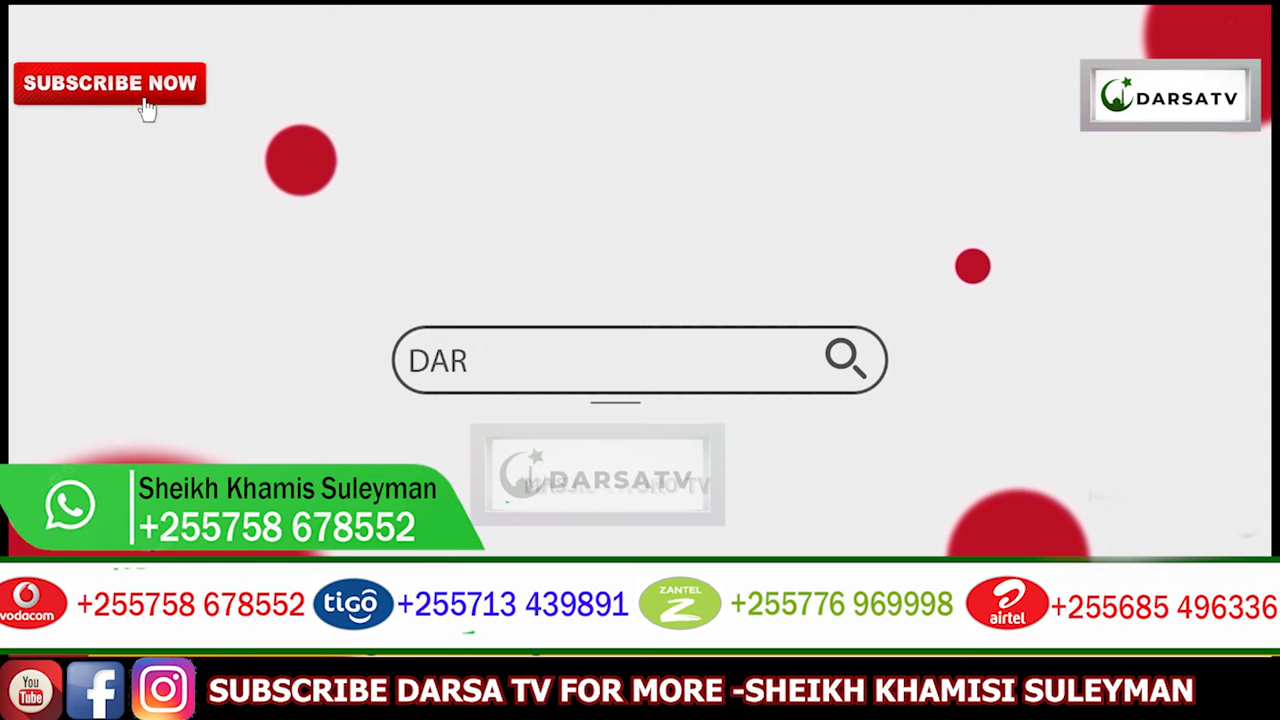 SUBSCRIBE NOW
DARSATV
DAR
DARSATV
Sheikh Khamis Suleyman
+255758 678552
vodacom
+255758 678552
tigo
+255713 439891
ZANTEL
Z
+255776 969998
airtel
+255685 496336
You
Tube
f
SUBSCRIBE DARSA TV FOR MORE -SHEIKH KHAMISI SULEYMAN